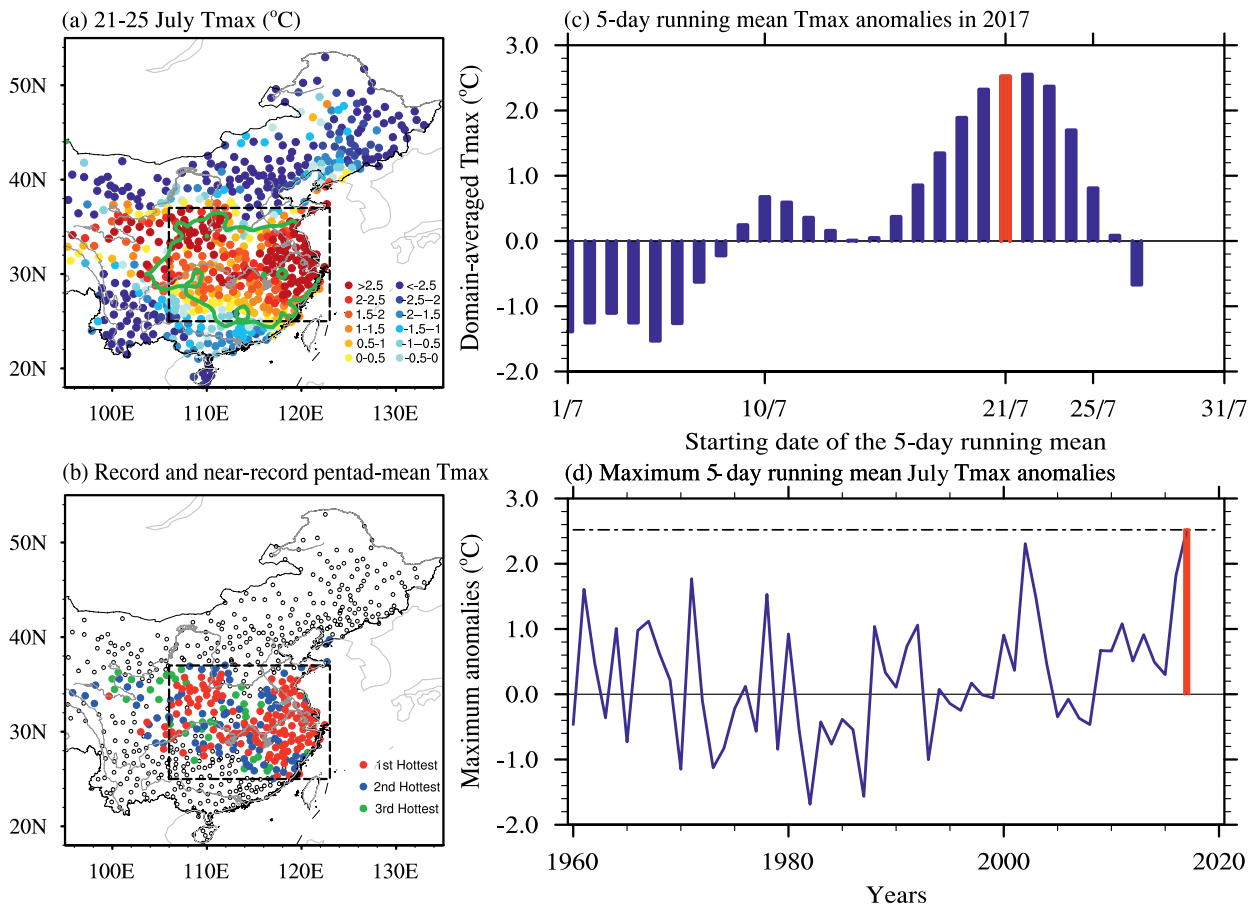 (a) 21-25 July Tmax (°C)
50N
40N
30N
20N
>2.5 <-2.5
2-2.5 -2.5--2
1.5-2 -2-1.5
1-1.5 -1.5-1
0.5-1 -1-0.5
0-0.5 -0.5-0
100E 110E 120E 130E
(c) 5-day running mean Tmax anomalies in 2017
Domain-averaged Tmax (°C)
3.0
2.0
1.0
0.0
-1.0
-2.0
1/7 10/7 21/7 25/7 31/7
Starting date of the 5-day running mean
(b) Record and near-record pentad-mean Tmax
50N
40N
30N
20N
1st Hottest
2nd Hottest
3rd Hottest
100E 110E 120E 130E
(d) Maximum 5-day running mean July Tmax anomalies
Maximum anomalies (°C)
3.0
2.0
1.0
0.0
-1.0
-2.0
1960 1980 2000 2020
Years